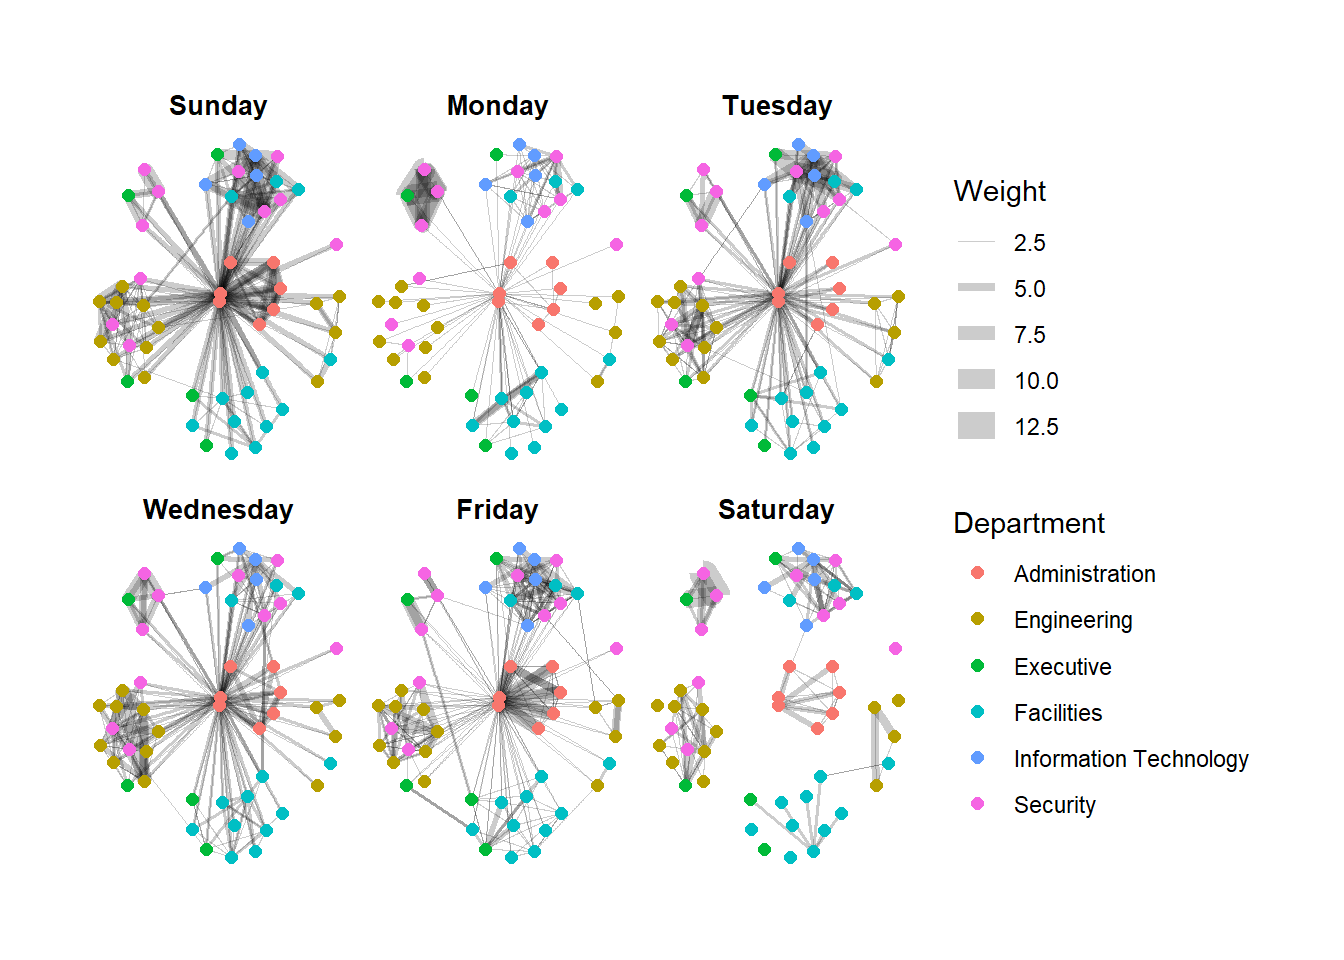 Sunday
Monday
Tuesday
Wednesday
Friday
Saturday
Weight
2.5
5.0
7.5
10.0
12.5
Department
Administration
Engineering
Executive
Facilities
Information Technology
Security